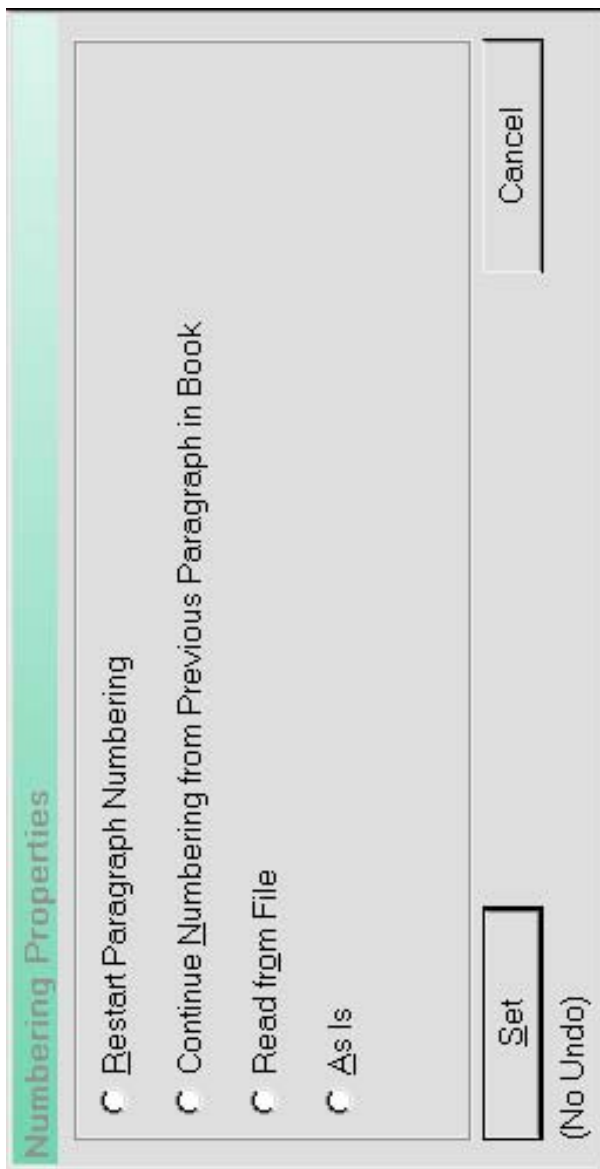 Numbering Properties
Restart Paragraph Numbering
Continue Numbering from Previous Paragraph in Book
Read from File
As Is
Set
Cancel
(No Undo)